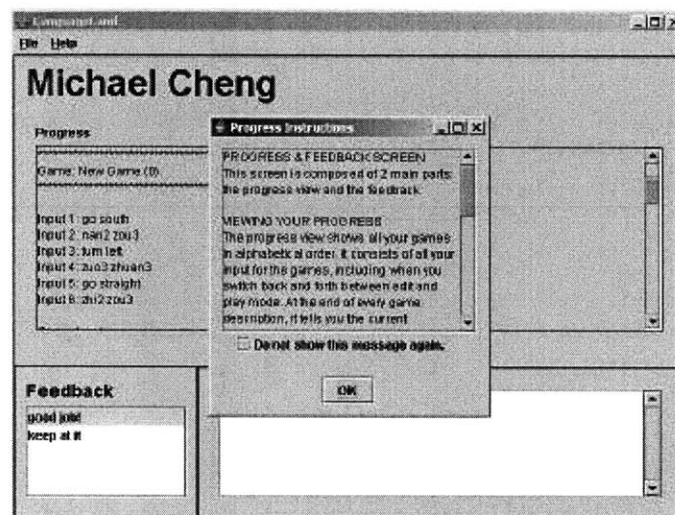 File Help
Michael Cheng
Progress
Game: New Game (0)
Input 1: go south
Input 2: nan2 zou3
Input 3: turn left
Input 4: zuo3 zhuan3
Input 5: go straight
Input 6: zhi2 zou3
Progress Instructions
PROGRESS & FEEDBACK SCREEN
This screen is composed of 2 main parts:
the progress view and the feedback.
VIEWING YOUR PROGRESS
The progress view shows all your games
in alphabetical order. It consists of all your
input for the games, including when you
switch back and forth between edit and
play mode. At the end of every game
description, it tells you the current
Do not show this message again.
OK
Feedback
good job!
keep at it